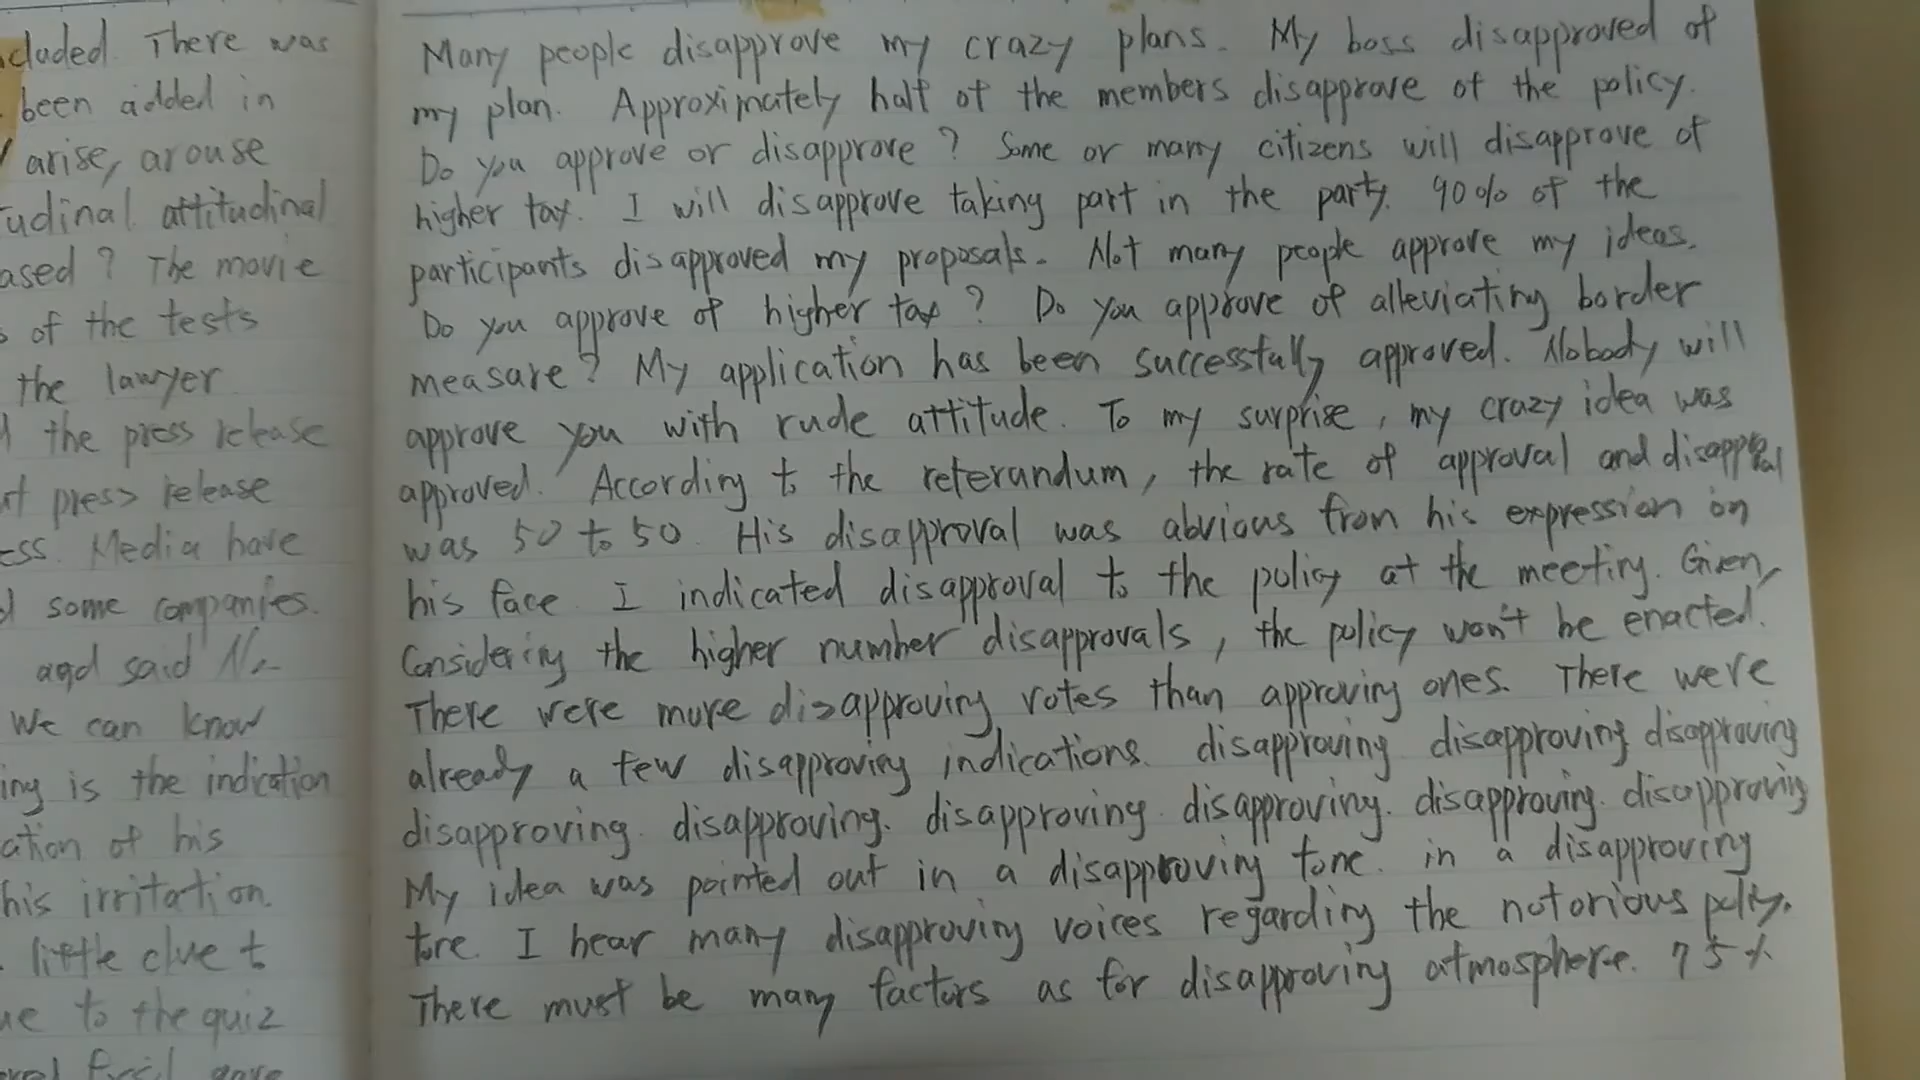 cluded. There was
been added in
arise, arouse
tudinal. attitudinal
ased? The movie
s of the tests
the lawyer
the press release
press release
ess. Media have
some companies.
and said No
We can know
ing is the indication
ation of his
his irritation.
little clue to
ue to the quiz
gave
Many people disapprove my crazy plans. My boss disapproved of
my plan. Approximately half of the members disapprove of the policy.
Do you approve or disapprove? Some or many citizens will disapprove of
higher tax. I will disapprove taking part in the party. 90% of the
participants disapproved my proposals. Not many people approve my ideas.
Do you approve of higher tax? Do you approve of alleviating border
measure? My application has been successfully approved. Nobody will
approve you with rude attitude. To my surprise, my crazy idea was
approved. According to the referandum, the rate of approval and disapproval
was 50 to 50. His disapproval was abvious from his expression on
his face. I indicated disapproval to the policy at the meeting. Given,
Considering the higher number disapprovals, the policy won't be enacted.
There were more disapproving votes than approving ones. There were
already a few disapproving indications. disapproving disapproving disapproving
disapproving. disapproving. disapproving. disapproving. disapproving. disapproving
My idea was pointed out in a disapproving tone. in a disapproving
tone. I hear many disapproving voices regarding the notorious policy.
There must be many factors as for disapproving atmosphere. 75%